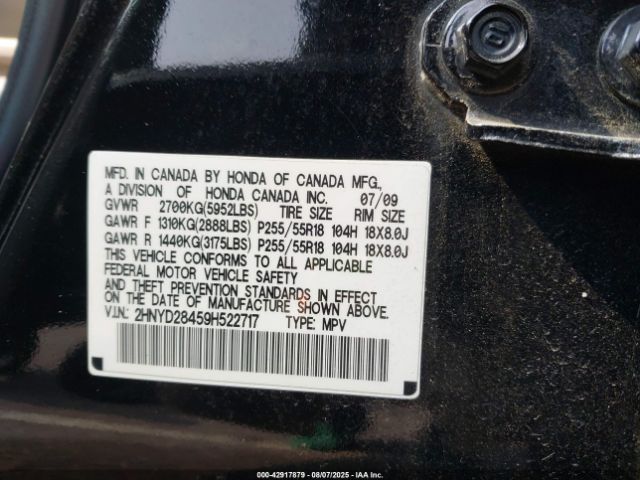 MFD. IN CANADA BY HONDA OF CANADA MFG.,
A DIVISION OF HONDA CANADA INC. 07/09
GVWR 2700KG(5952LBS) TIRE SIZE RIM SIZE
GAWR F 1310KG(2888LBS) P255/55R18 104H 18X8.0J
GAWR R 1440KG(3175LBS) P255/55R18 104H 18X8.0J
THIS VEHICLE CONFORMS TO ALL APPLICABLE
FEDERAL MOTOR VEHICLE SAFETY
AND THEFT PREVENTION STANDARDS IN EFFECT
ON THE DATE OF MANUFACTURE SHOWN ABOVE.
V.I.N.: 2HNYD28459H522717 TYPE: MPV
000-42917879 - 08/07/2025 - IAA Inc.